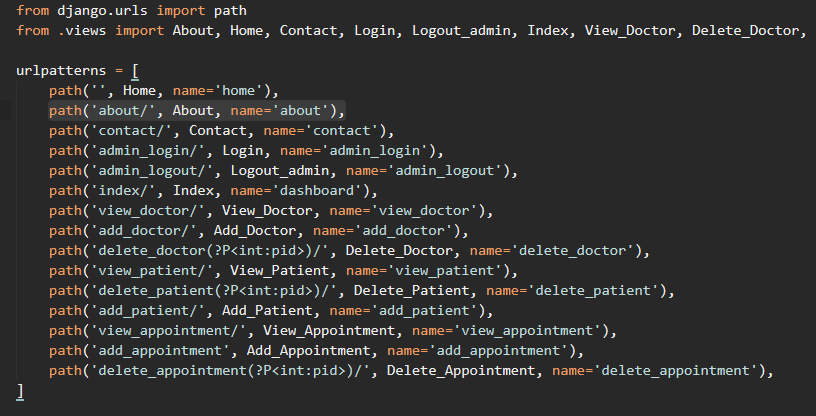 from django.urls import path
from .views import About, Home, Contact, Login, Logout_admin, Index, View_Doctor, Delete_Doctor,
urlpatterns = [
path('', Home, name='home'),
path('about/', About, name='about'),
path('contact/', Contact, name='contact'),
path('admin_login/', Login, name='admin_login'),
path('admin_logout/', Logout_admin, name='admin_logout'),
path('index/', Index, name='dashboard'),
path('view_doctor/', View_Doctor, name='view_doctor'),
path('add_doctor/', Add_Doctor, name='add_doctor'),
path('delete_doctor(?P<int:pid>)/', Delete_Doctor, name='delete_doctor'),
path('view_patient/', View_Patient, name='view_patient'),
path('delete_patient(?P<int:pid>)/', Delete_Patient, name='delete_patient'),
path('add_patient/', Add_Patient, name='add_patient'),
path('view_appointment/', View_Appointment, name='view_appointment'),
path('add_appointment', Add_Appointment, name='add_appointment'),
path('delete_appointment(?P<int:pid>)/', Delete_Appointment, name='delete_appointment'),
]